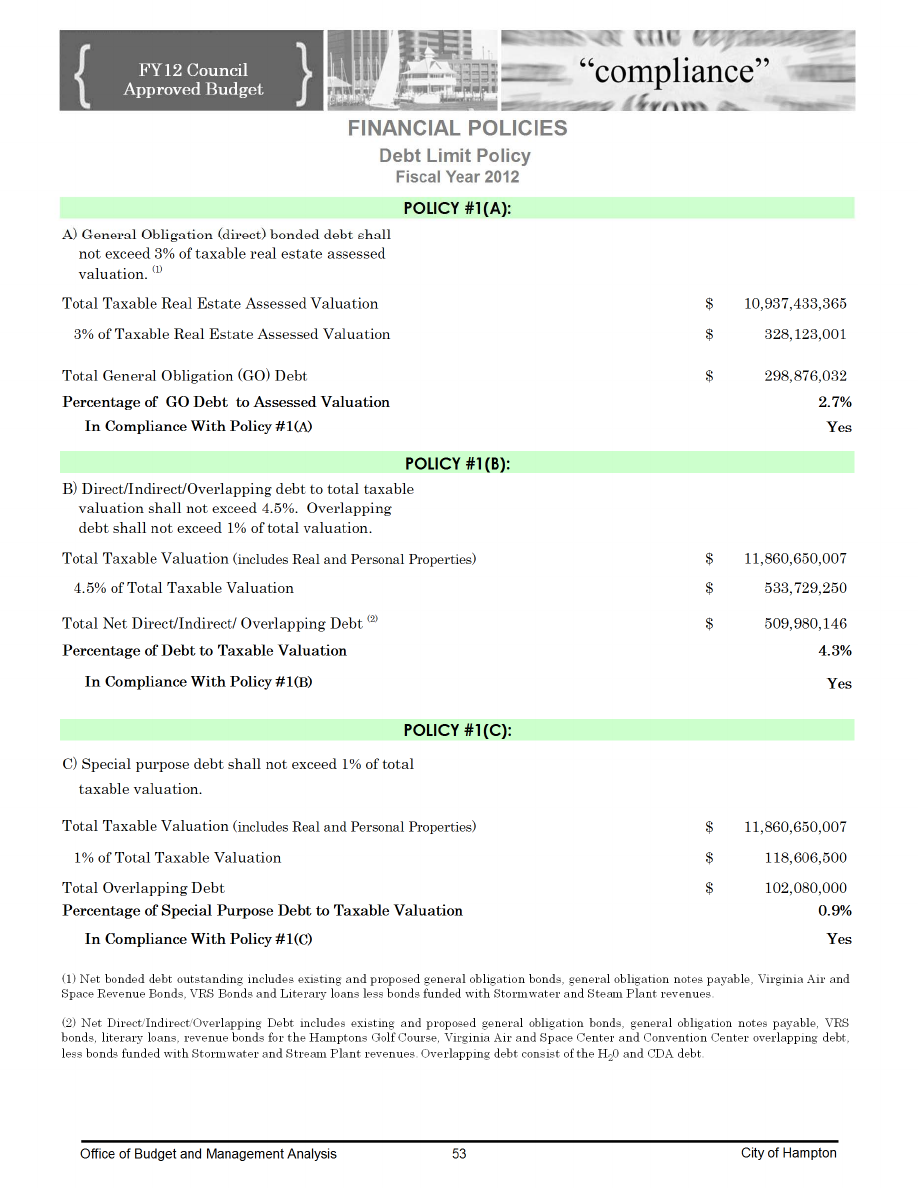 FY12 Council
Approved Budget
“compliance”
FINANCIAL POLICIES
Debt Limit Policy
Fiscal Year 2012
POLICY #1(A):
A) General Obligation (direct) bonded debt shall
not exceed 3% of taxable real estate assessed
valuation. (1)
Total Taxable Real Estate Assessed Valuation $ 10,937,433,365
3% of Taxable Real Estate Assessed Valuation $ 328,123,001
Total General Obligation (GO) Debt $ 298,876,032
Percentage of GO Debt to Assessed Valuation 2.7%
In Compliance With Policy #1(A) Yes
POLICY #1(B):
B) Direct/Indirect/Overlapping debt to total taxable
valuation shall not exceed 4.5%. Overlapping
debt shall not exceed 1% of total valuation.
Total Taxable Valuation (includes Real and Personal Properties) $ 11,860,650,007
4.5% of Total Taxable Valuation $ 533,729,250
Total Net Direct/Indirect/ Overlapping Debt (2) $ 509,980,146
Percentage of Debt to Taxable Valuation 4.3%
In Compliance With Policy #1(B) Yes
POLICY #1(C):
C) Special purpose debt shall not exceed 1% of total
taxable valuation.
Total Taxable Valuation (includes Real and Personal Properties) $ 11,860,650,007
1% of Total Taxable Valuation $ 118,606,500
Total Overlapping Debt $ 102,080,000
Percentage of Special Purpose Debt to Taxable Valuation 0.9%
In Compliance With Policy #1(C) Yes
(1) Net bonded debt outstanding includes existing and proposed general obligation bonds, general obligation notes payable, Virginia Air and
Space Revenue Bonds, VRS Bonds and Literary loans less bonds funded with Stormwater and Steam Plant revenues.
(2) Net Direct/Indirect/Overlapping Debt includes existing and proposed general obligation bonds, general obligation notes payable, VRS
bonds, literary loans, revenue bonds for the Hamptons Golf Course, Virginia Air and Space Center and Convention Center overlapping debt,
less bonds funded with Stormwater and Stream Plant revenues. Overlapping debt consist of the H20 and CDA debt.
Office of Budget and Management Analysis 53 City of Hampton